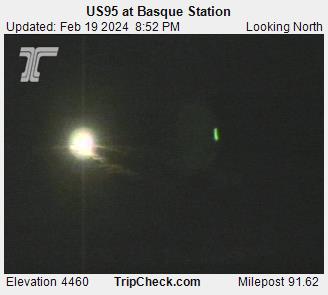 US95 at Basque Station
Updated: Feb 19 2024 8:52 PM Looking North
Elevation 4460 TripCheck.com Milepost 91.62